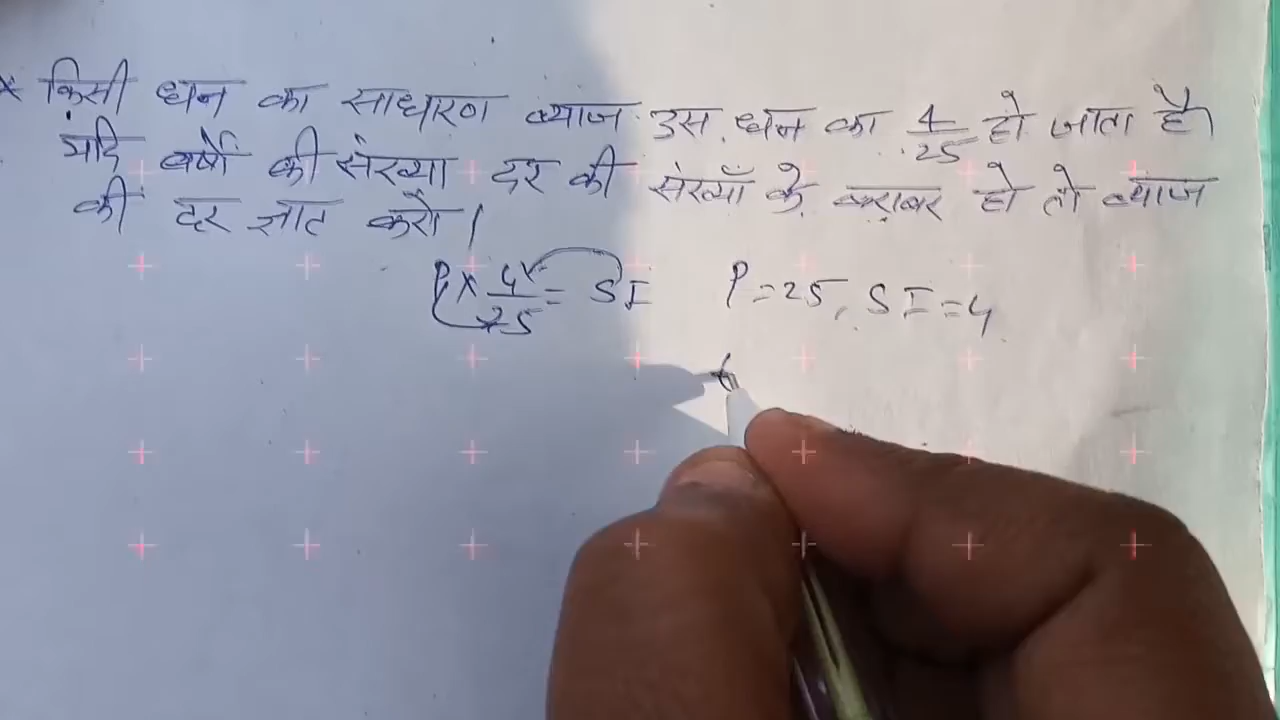 * किसी धन का साधारण ब्याज उस धन का 4/25 हो जाता है।
यदि वर्षों की संख्या दर की संख्याँ के बराबर हो तो ब्याज
की दर ज्ञात करो।
P × 4/25 = SI P = 25, SI = 4